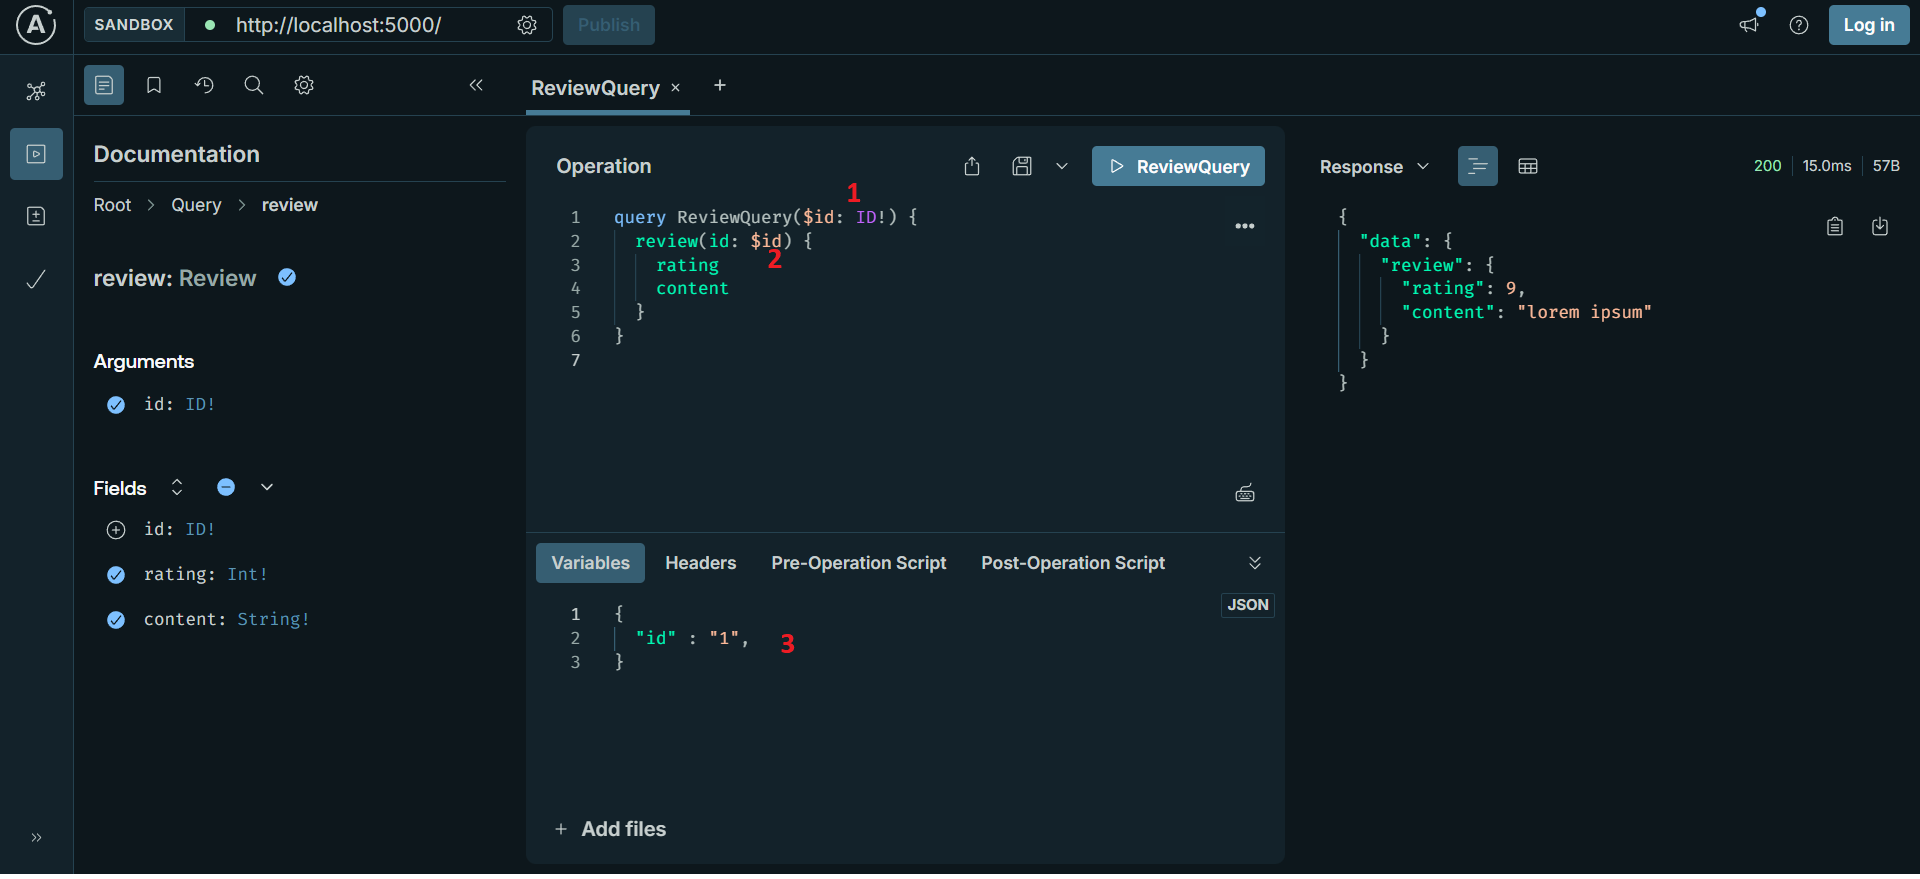 SANDBOX http://localhost:5000/ Publish Log in
ReviewQuery × +
Documentation
Root > Query > review
review: Review
Arguments
id: ID!
Fields
id: ID!
rating: Int!
content: String!
Operation ReviewQuery
1
1 query ReviewQuery($id: ID!) {
2 review(id: $id) {
2
3 rating
4 content
5 }
6 }
7
Variables Headers Pre-Operation Script Post-Operation Script
JSON
1 {
2 "id" : "1", 3
3 }
+ Add files
Response 200 15.0ms 57B
{
"data": {
"review": {
"rating": 9,
"content": "lorem ipsum"
}
}
}